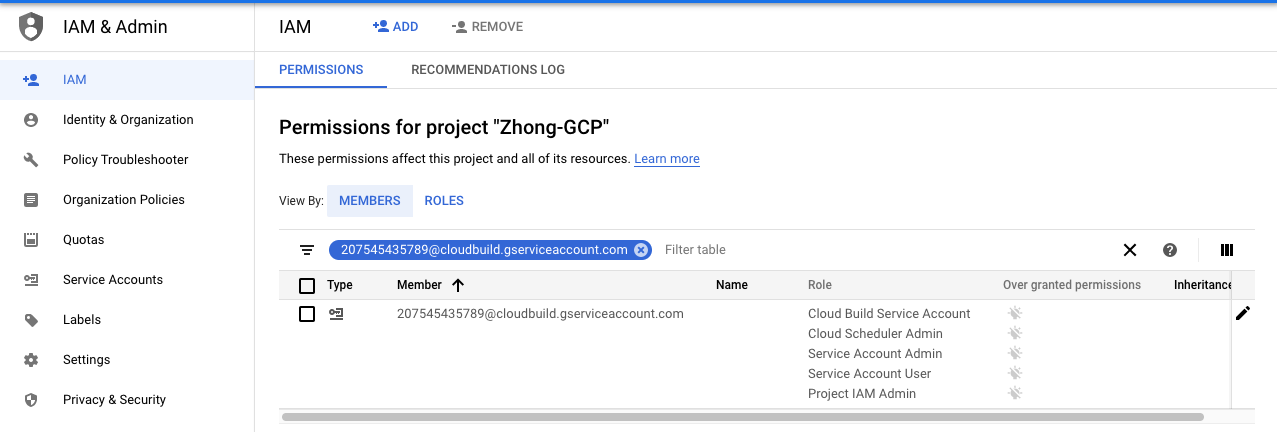 IAM & Admin
IAM
ADD
REMOVE
IAM
Identity & Organization
Policy Troubleshooter
Organization Policies
Quotas
Service Accounts
Labels
Settings
Privacy & Security
PERMISSIONS
RECOMMENDATIONS LOG
Permissions for project "Zhong-GCP"
These permissions affect this project and all of its resources. Learn more
View By: MEMBERS ROLES
207545435789@cloudbuild.gserviceaccount.com Filter table
Type Member Name Role Over granted permissions Inheritance
207545435789@cloudbuild.gserviceaccount.com Cloud Build Service Account
Cloud Scheduler Admin
Service Account Admin
Service Account User
Project IAM Admin